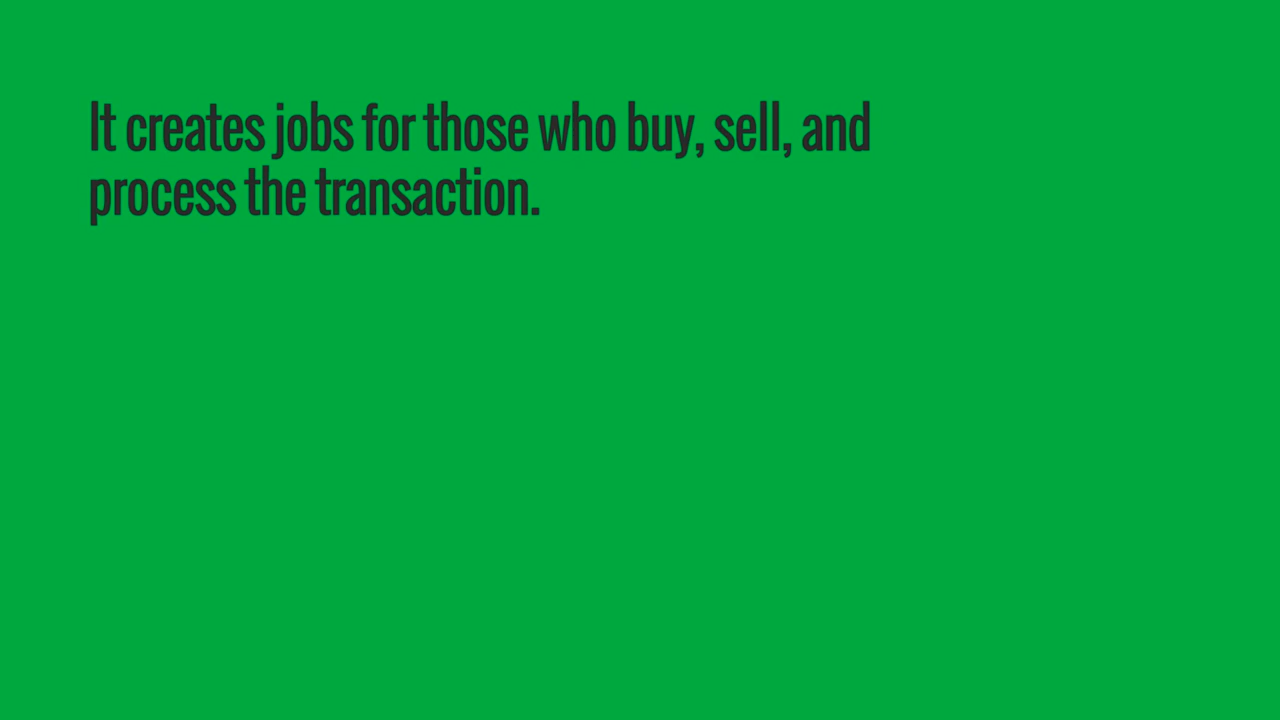 It creates jobs for those who buy, sell, and
process the transaction.